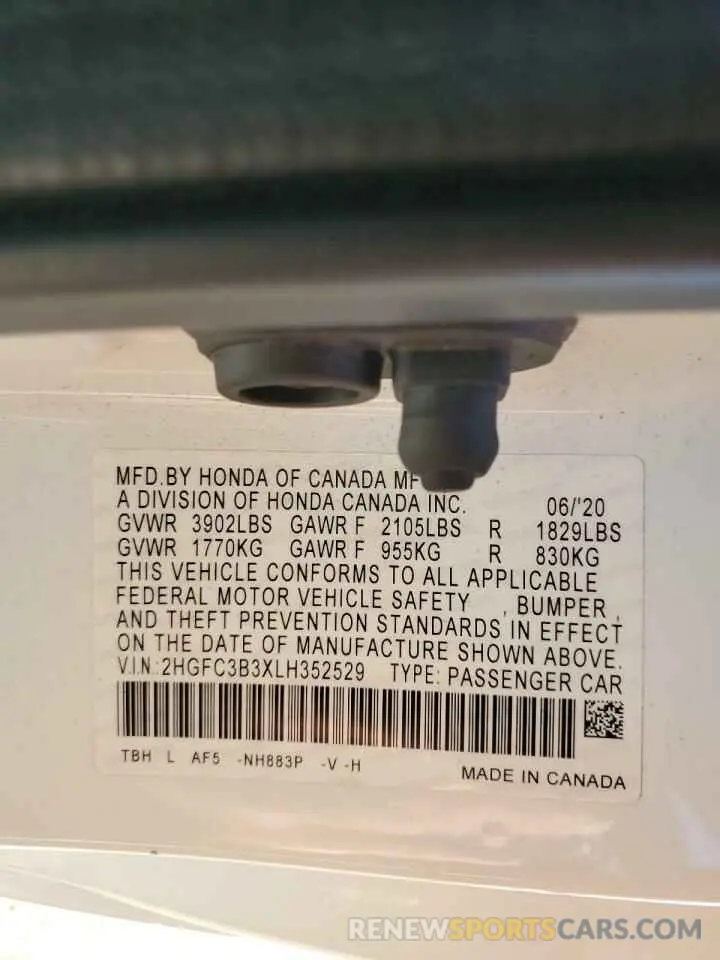 MFD.BY HONDA OF CANADA MF
A DIVISION OF HONDA CANADA INC. 06/'20
GVWR 3902LBS GAWR F 2105LBS R 1829LBS
GVWR 1770KG GAWR F 955KG R 830KG
THIS VEHICLE CONFORMS TO ALL APPLICABLE
FEDERAL MOTOR VEHICLE SAFETY , BUMPER ,
AND THEFT PREVENTION STANDARDS IN EFFECT
ON THE DATE OF MANUFACTURE SHOWN ABOVE.
V.I.N: 2HGFC3B3XLH352529 TYPE: PASSENGER CAR
TBH L AF5 -NH883P -V -H
MADE IN CANADA
RENEWSPORTSCARS.COM